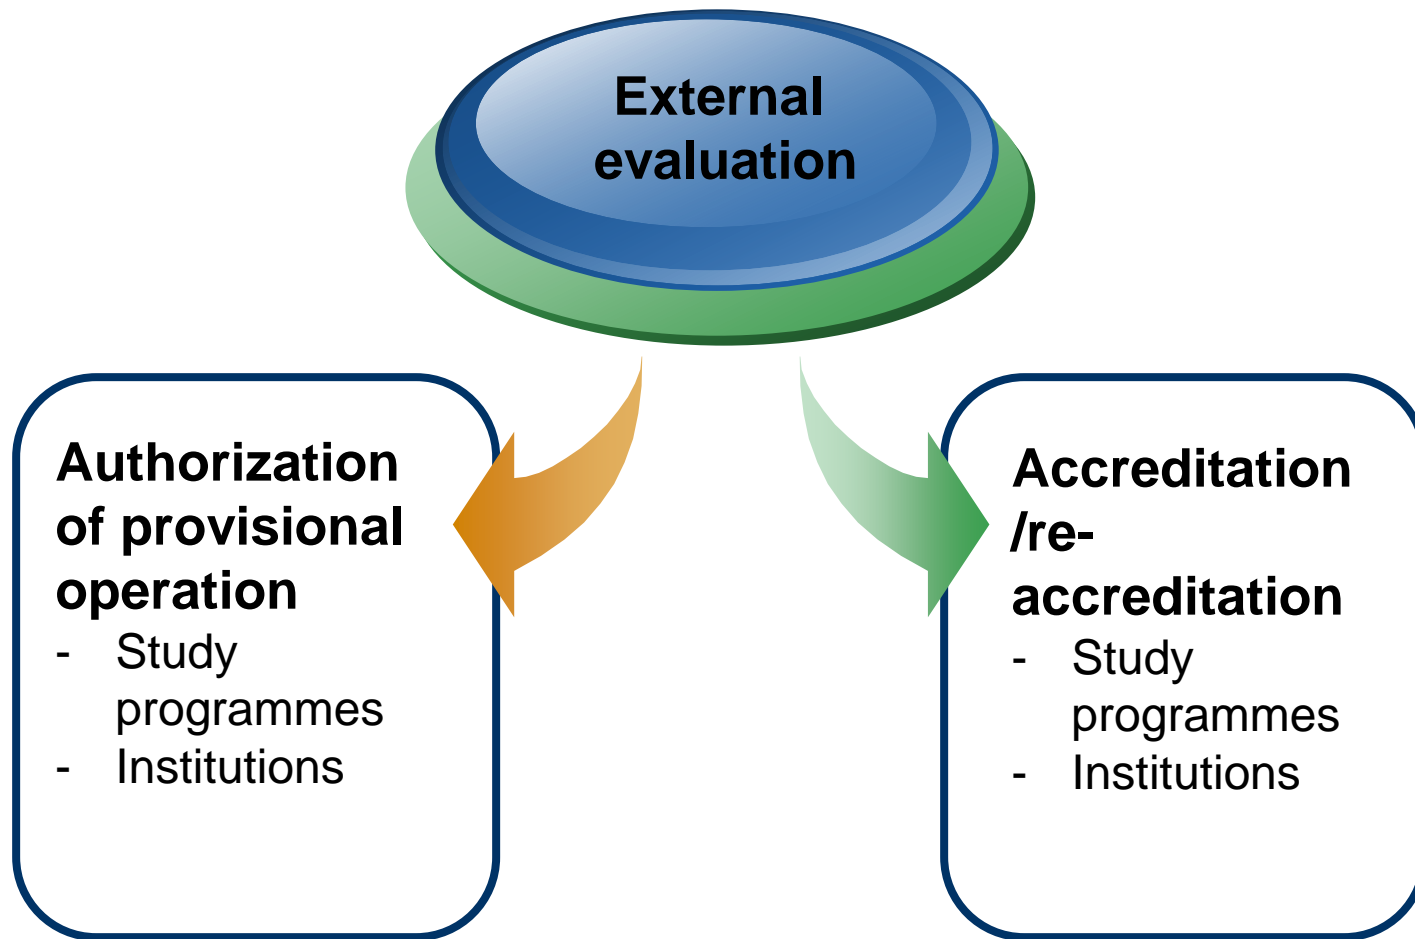 External
evaluation
Authorization
of provisional
operation
- Study
programmes
- Institutions
Accreditation
/re-
accreditation
- Study
programmes
- Institutions